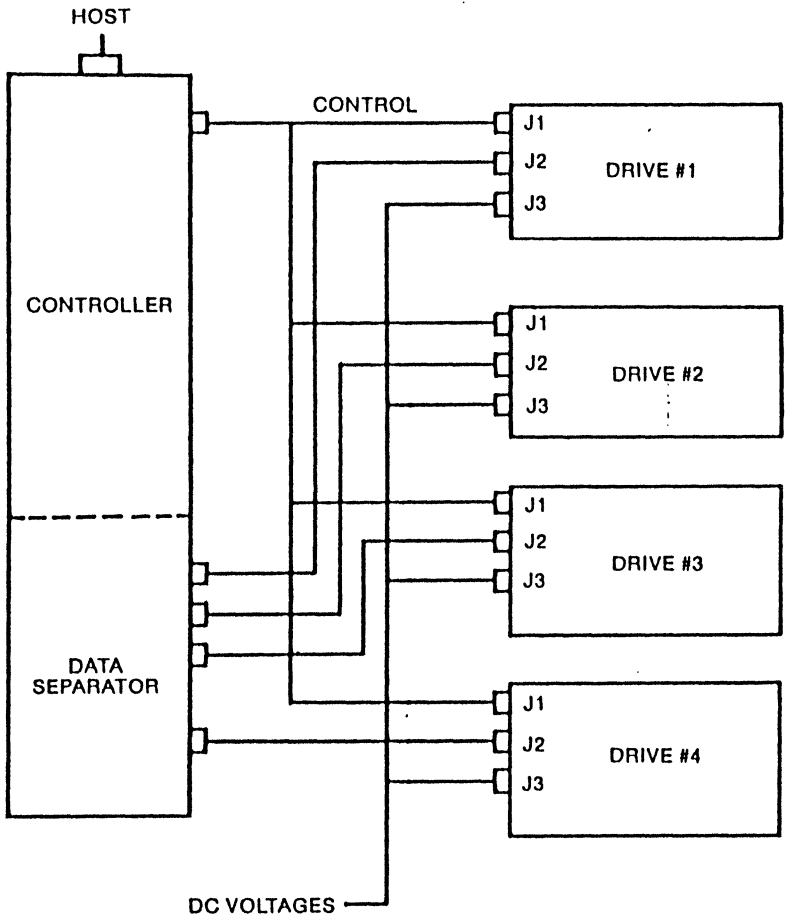 HOST
CONTROL
J1
J2
DRIVE #1
J3
CONTROLLER
J1
J2
DRIVE #2
J3
J1
J2
DRIVE #3
J3
DATA
SEPARATOR
J1
J2
DRIVE #4
J3
DC VOLTAGES